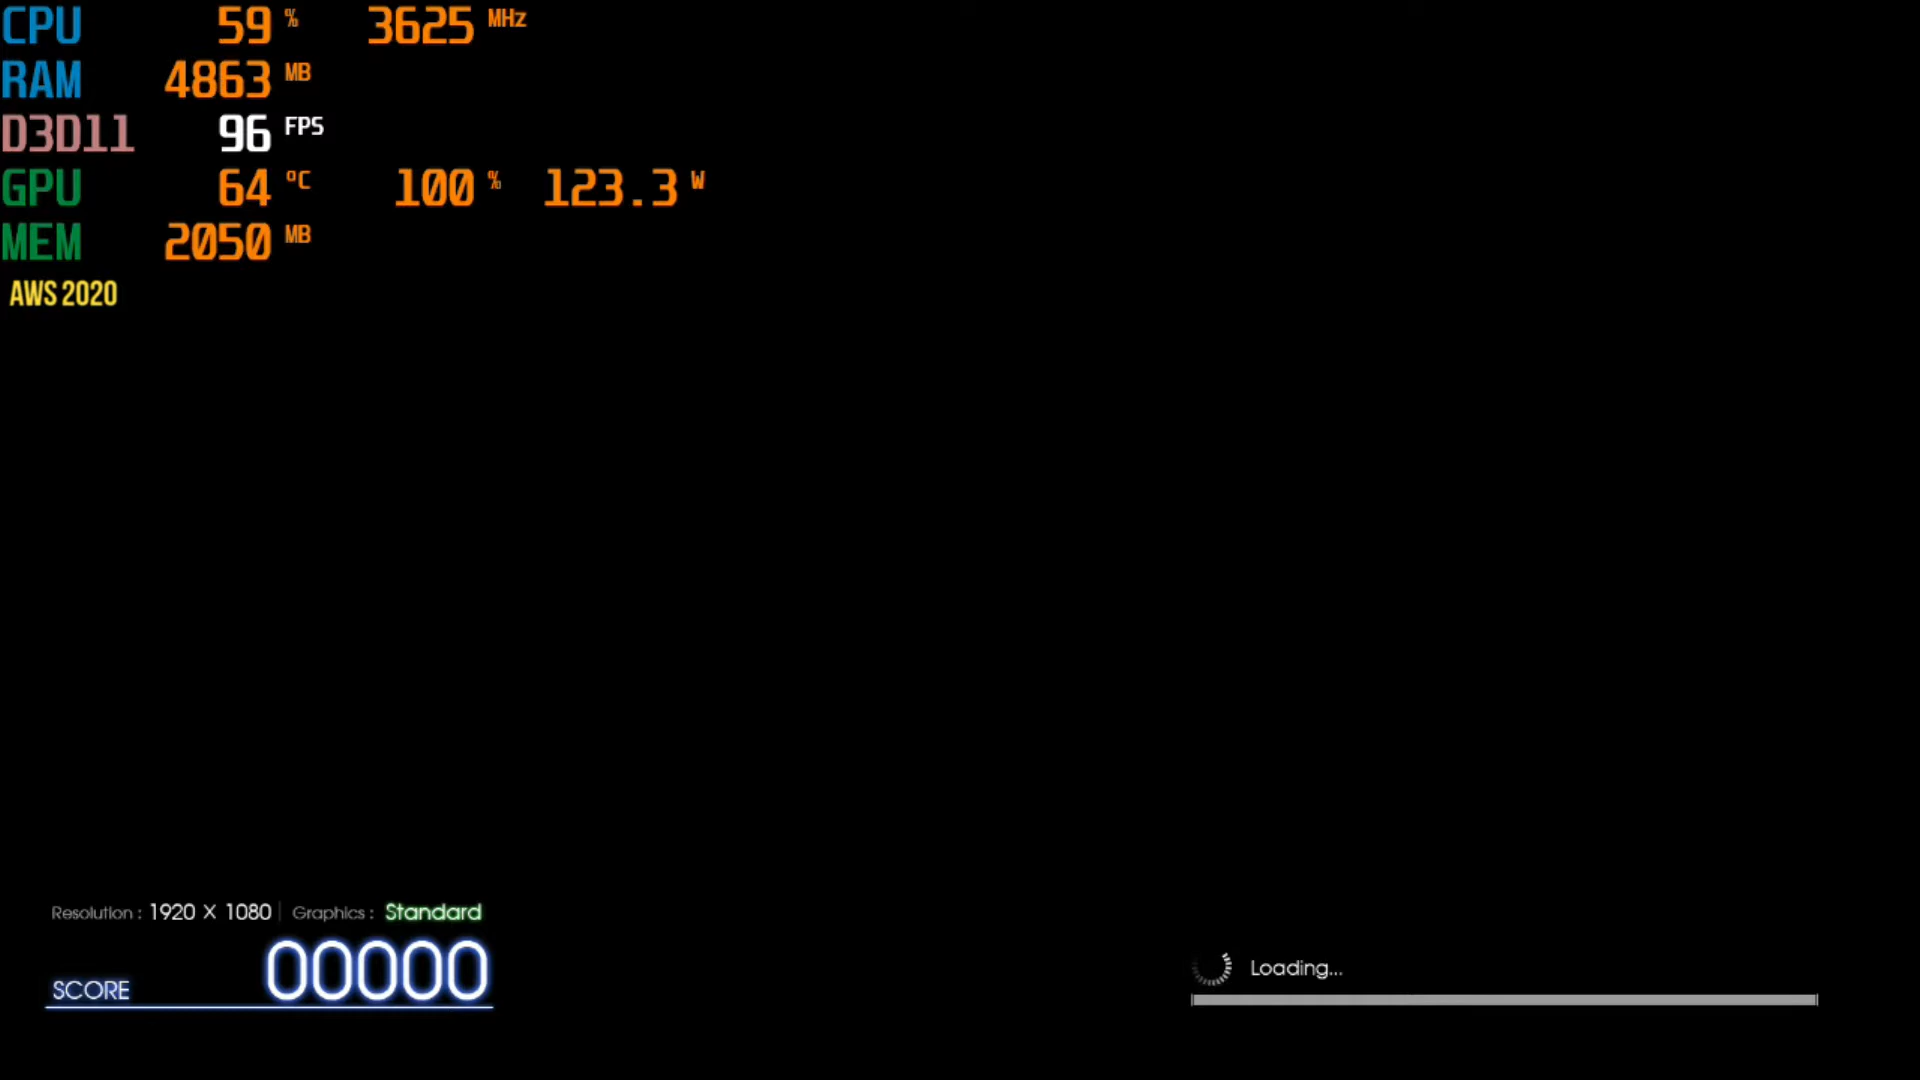 CPU 59 % 3625 MHz
RAM 4863 MB
D3D11 96 FPS
GPU 64 °C 100 % 123.3 W
MEM 2050 MB
AWS 2020
Resolution : 1920 X 1080 Graphics : Standard
SCORE 00000
Loading...